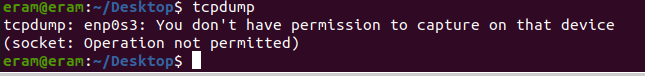 eram@eram:~/Desktop$ tcpdump
tcpdump: enp0s3: You don't have permission to capture on that device
(socket: Operation not permitted)
eram@eram:~/Desktop$